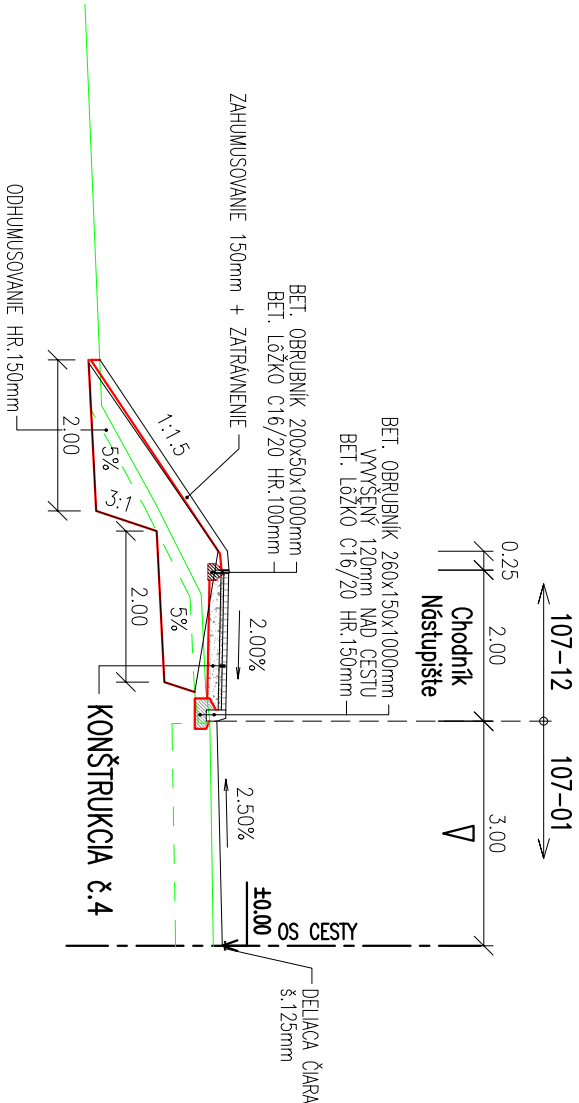 107-12
107-01
0.25
2.00
3.00
Chodník
Nástupište
BET. OBRUBNÍK 260x150x1000mm
VYVÝŠENÝ 120mm NAD CESTU
BET. LôŽKO C16/20 HR.150mm
BET. OBRUBNÍK 200x50x1000mm
BET. LôŽKO C16/20 HR.100mm
ZAHUMUSOVANIE 150mm + ZATRÁVNENIE
ODHUMUSOVANIE HR.150mm
1:1.5
2.00%
2.50%
±0.00
OS CESTY
DELIACA ČIARA
š.125mm
5%
3:1
5%
2.00
2.00
KONŠTRUKCIA č.4